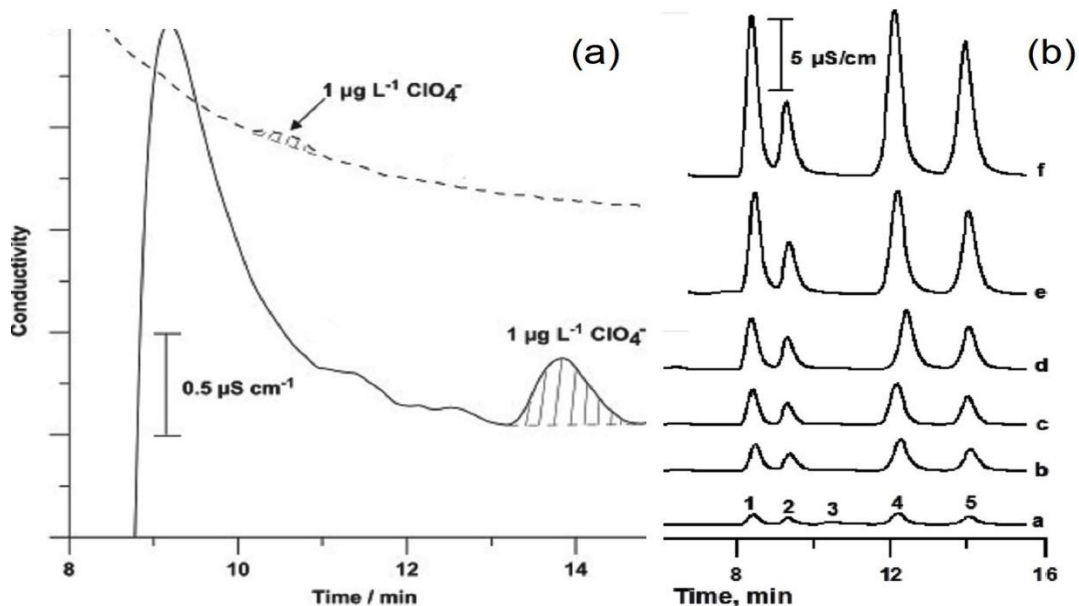 (a)
1 µg L⁻¹ ClO₄⁻
1 µg L⁻¹ ClO₄⁻
0.5 µS cm⁻¹
Conductivity
8 10 12 14
Time / min
(b)
5 µS/cm
f
e
d
c
b
1 2 3 4 5
a
8 12 16
Time, min